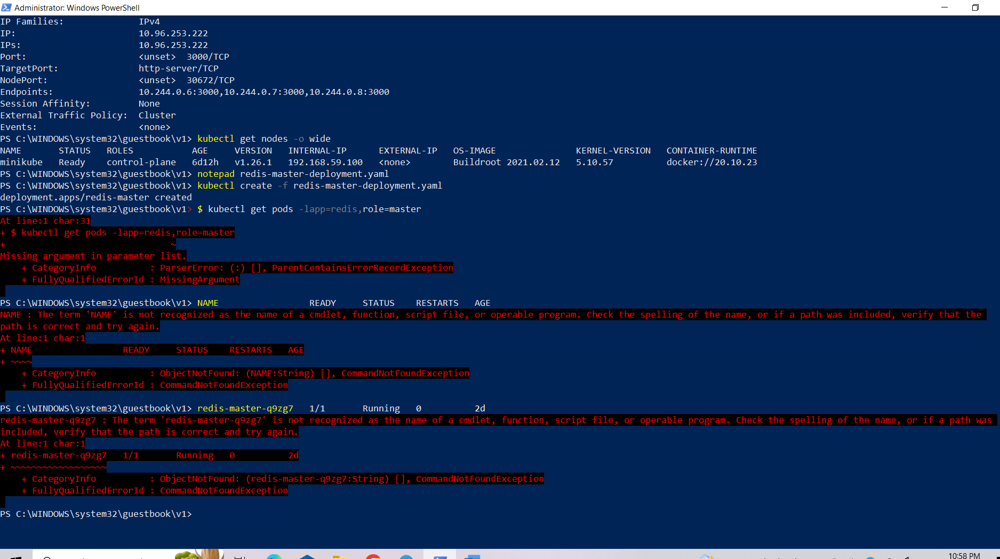 Administrator: Windows PowerShell
IP Families:              IPv4
IP:                       10.96.253.222
IPs:                      10.96.253.222
Port:                     <unset>  3000/TCP
TargetPort:               http-server/TCP
NodePort:                 <unset>  30672/TCP
Endpoints:                10.244.0.6:3000,10.244.0.7:3000,10.244.0.8:3000
Session Affinity:         None
External Traffic Policy:  Cluster
Events:                   <none>
PS C:\WINDOWS\system32\guestbook\v1> kubectl get nodes -o wide
NAME       STATUS   ROLES           AGE     VERSION   INTERNAL-IP      EXTERNAL-IP   OS-IMAGE               KERNEL-VERSION   CONTAINER-RUNTIME
minikube   Ready    control-plane   6d12h   v1.26.1   192.168.59.100   <none>        Buildroot 2021.02.12   5.10.57          docker://20.10.23
PS C:\WINDOWS\system32\guestbook\v1> notepad redis-master-deployment.yaml
PS C:\WINDOWS\system32\guestbook\v1> kubectl create -f redis-master-deployment.yaml
deployment.apps/redis-master created
PS C:\WINDOWS\system32\guestbook\v1> $ kubectl get pods -lapp=redis,role=master
At line:1 char:31
+ $ kubectl get pods -lapp=redis,role=master
+                               ~
Missing argument in parameter list.
    + CategoryInfo          : ParserError: (:) [], ParentContainsErrorRecordException
    + FullyQualifiedErrorId : MissingArgument
PS C:\WINDOWS\system32\guestbook\v1> NAME                 READY     STATUS    RESTARTS   AGE
NAME : The term 'NAME' is not recognized as the name of a cmdlet, function, script file, or operable program. Check the spelling of the name, or if a path was included, verify that the
path is correct and try again.
At line:1 char:1
+ NAME                 READY     STATUS    RESTARTS   AGE
+ ~~~~
    + CategoryInfo          : ObjectNotFound: (NAME:String) [], CommandNotFoundException
    + FullyQualifiedErrorId : CommandNotFoundException
PS C:\WINDOWS\system32\guestbook\v1> redis-master-q9zg7   1/1       Running   0          2d
redis-master-q9zg7 : The term 'redis-master-q9zg7' is not recognized as the name of a cmdlet, function, script file, or operable program. Check the spelling of the name, or if a path was
included, verify that the path is correct and try again.
At line:1 char:1
+ redis-master-q9zg7   1/1       Running   0          2d
+ ~~~~~~~~~~~~~~~~~~
    + CategoryInfo          : ObjectNotFound: (redis-master-q9zg7:String) [], CommandNotFoundException
    + FullyQualifiedErrorId : CommandNotFoundException
PS C:\WINDOWS\system32\guestbook\v1>
10:58 PM